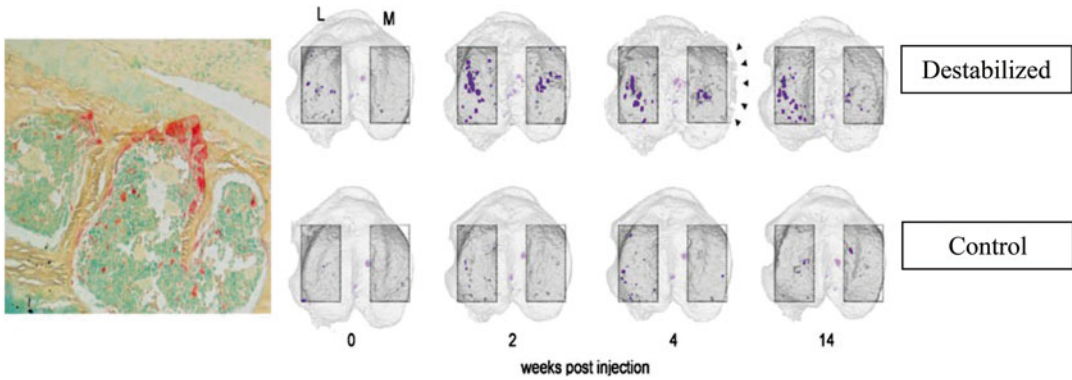 L M
Destabilized
Control
0 2 4 14
weeks post injection